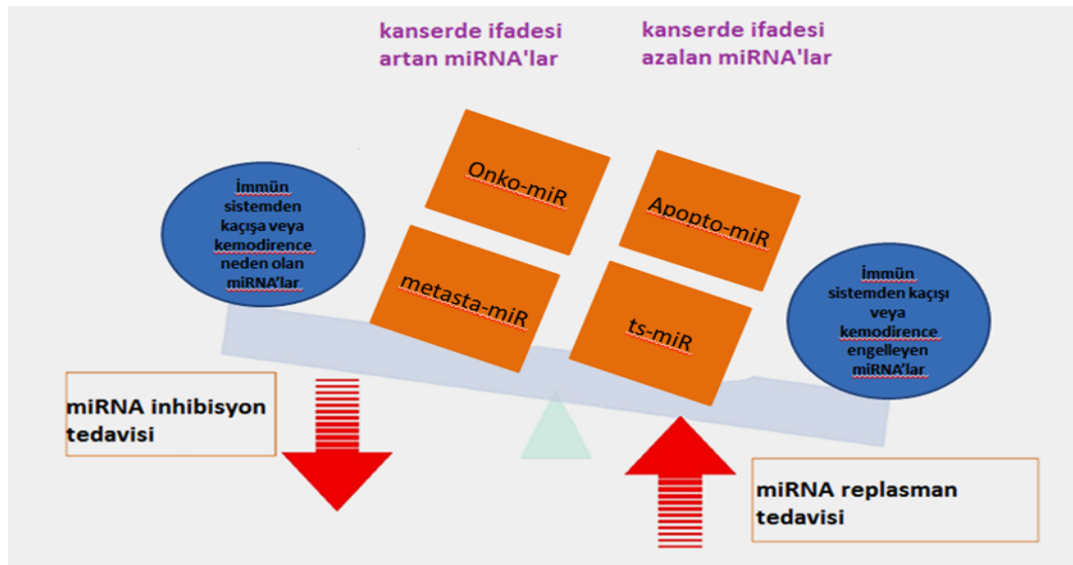 kanserde ifadesi
artan miRNA'lar
kanserde ifadesi
azalan miRNA'lar
Onko-miR
Apopto-miR
metasta-miR
ts-miR
İmmün
sistemden
kaçışa veya
kemodirence
neden olan
miRNA’lar
İmmün
sistemden kaçışı
veya
kemodirence
engelleyen
miRNA’lar
miRNA inhibisyon
tedavisi
miRNA replasman
tedavisi